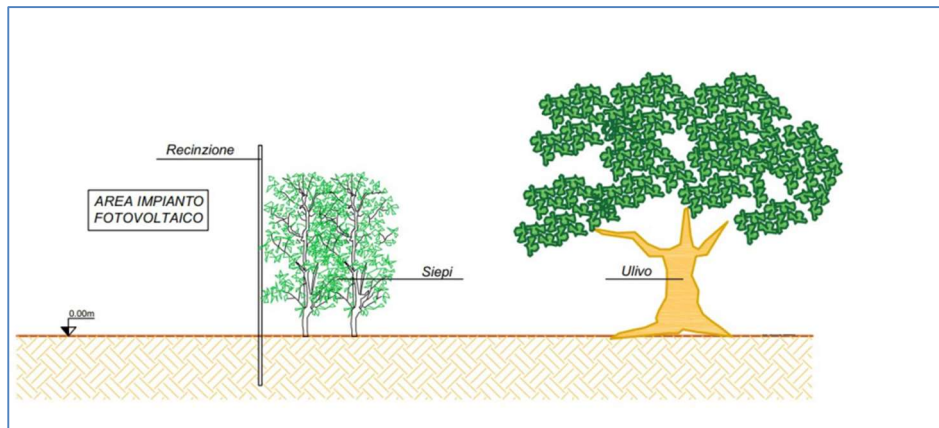 Recinzione
AREA IMPIANTO
FOTOVOLTAICO
Siepi
Ulivo
0.00m